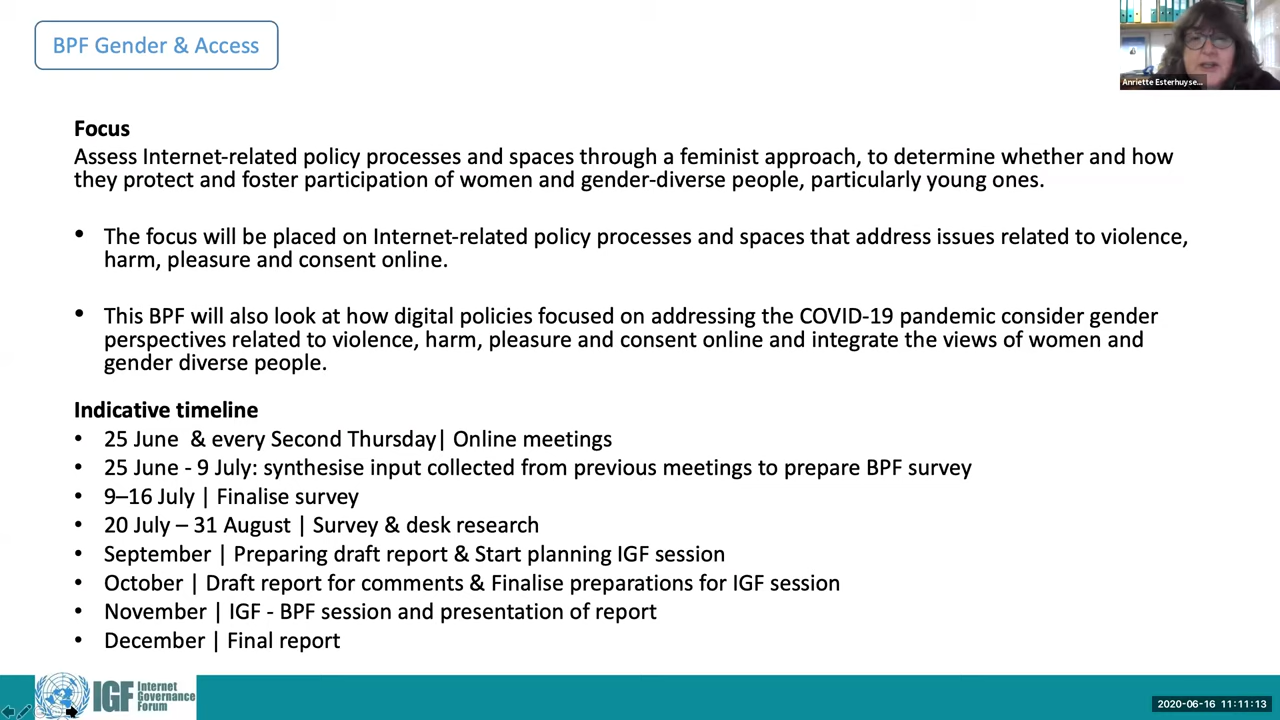 BPF Gender & Access
Anriette Esterhuyse...
Focus
Assess Internet-related policy processes and spaces through a feminist approach, to determine whether and how
they protect and foster participation of women and gender-diverse people, particularly young ones.
• The focus will be placed on Internet-related policy processes and spaces that address issues related to violence,
harm, pleasure and consent online.
• This BPF will also look at how digital policies focused on addressing the COVID-19 pandemic consider gender
perspectives related to violence, harm, pleasure and consent online and integrate the views of women and
gender diverse people.
Indicative timeline
• 25 June & every Second Thursday| Online meetings
• 25 June - 9 July: synthesise input collected from previous meetings to prepare BPF survey
• 9–16 July | Finalise survey
• 20 July – 31 August | Survey & desk research
• September | Preparing draft report & Start planning IGF session
• October | Draft report for comments & Finalise preparations for IGF session
• November | IGF - BPF session and presentation of report
• December | Final report
IGF Internet
Governance
Forum
2020-06-16 11:11:13